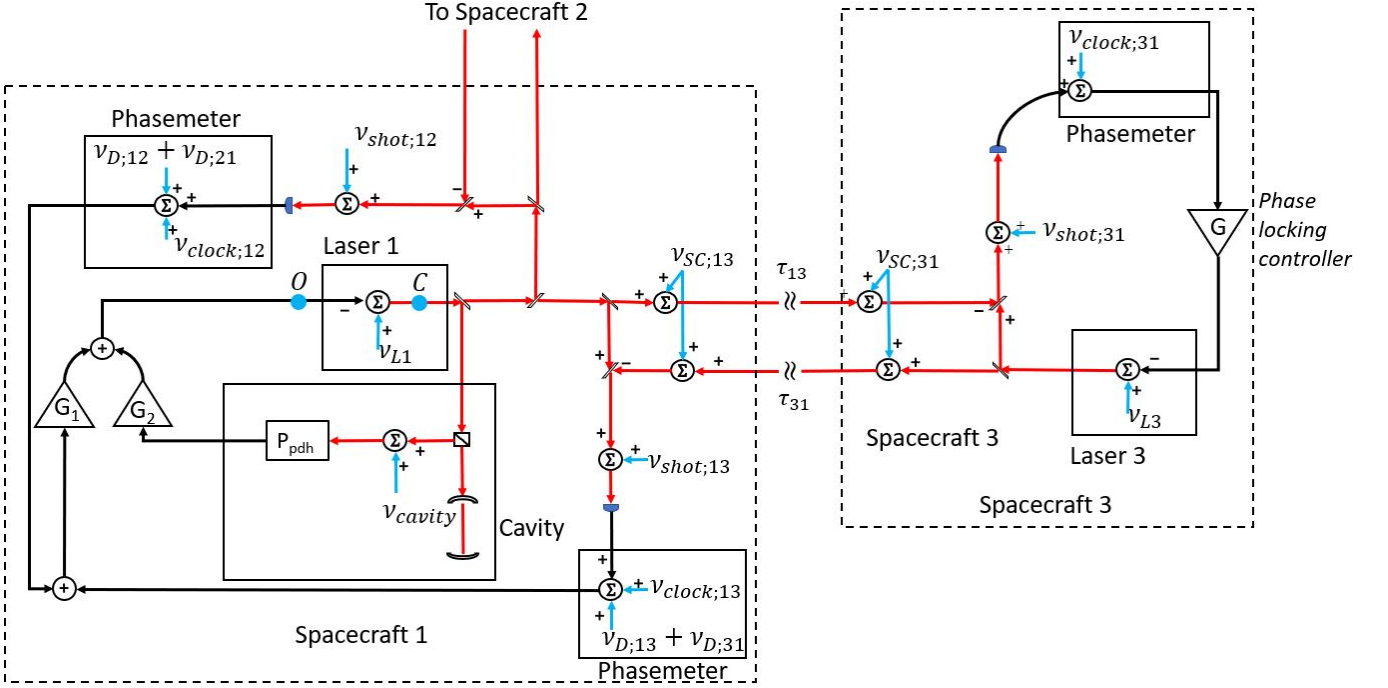 To Spacecraft 2
Phasemeter
ν_{D;12} + ν_{D;21}
ν_{clock;12}
ν_{shot;12}
Laser 1
O
C
ν_{L1}
G₁
G₂
P_{pdh}
ν_{cavity}
Cavity
Spacecraft 1
ν_{SC;13}
τ_{13}
τ_{31}
ν_{shot;13}
ν_{clock;13}
ν_{D;13} + ν_{D;31}
Phasemeter
ν_{clock;31}
Phasemeter
ν_{shot;31}
ν_{SC;31}
G
Phase
locking
controller
ν_{L3}
Laser 3
Spacecraft 3
Spacecraft 3